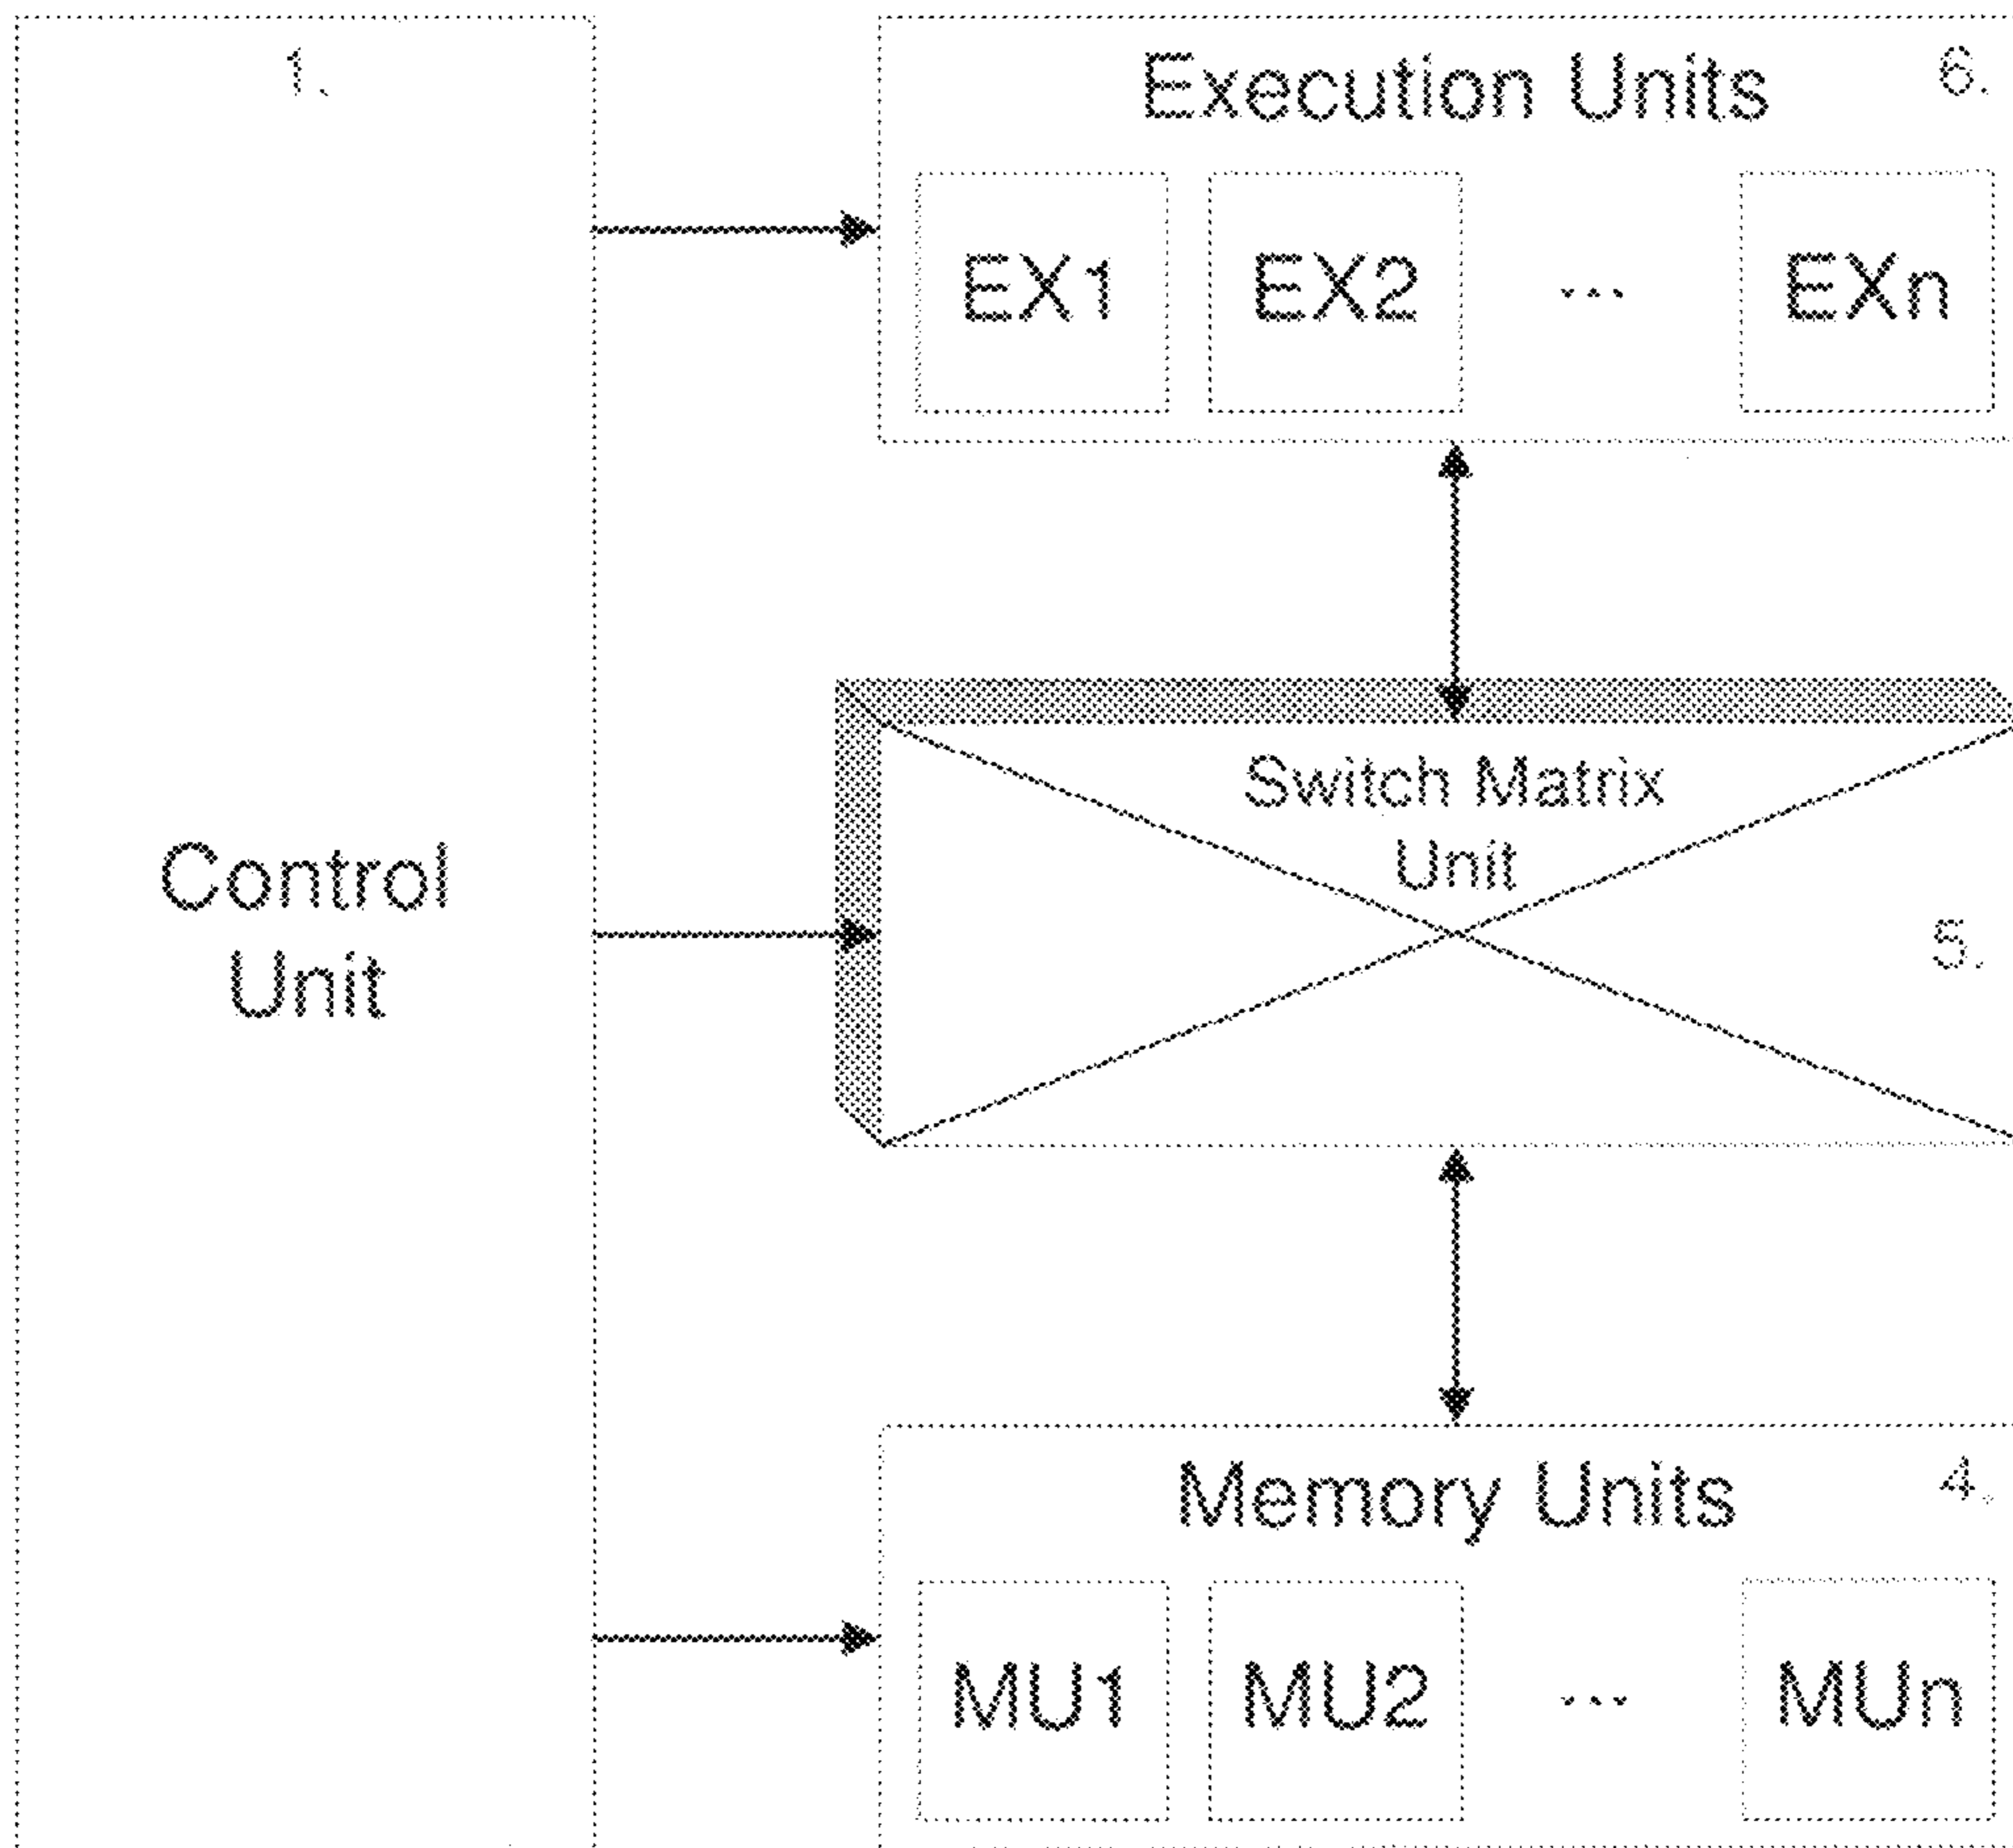 1.
Control
Unit
Execution Units
6.
EX1
EX2
...
EXn
Switch Matrix
Unit
5.
Memory Units
4.
MU1
MU2
...
MUn